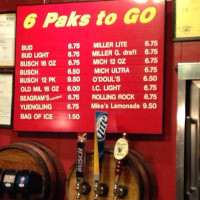 6 Paks to GO
BUD 6.75
BUD LIGHT 6.75
BUSCH 16 OZ 6.75
BUSCH 6.50
BUSCH 12 PK 9.50
OLD MIL 16 OZ 6.00
SEAGRAM'S 6.75
YUENGLING 6.75
BAG OF ICE 1.50
MILLER LITE 6.75
MILLER G. draft 6.75
MICH 12 OZ 6.75
MICH ULTRA 6.75
O'DOUL'S 6.50
I.C. LIGHT 6.75
ROLLING ROCK 6.75
Mike's Lemonade 9.50
BUSCH
Lite